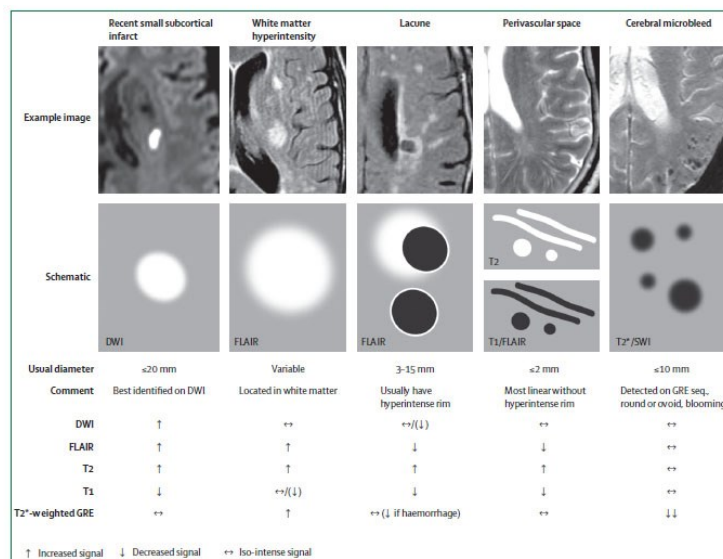 Recent small subcortical infarct White matter hyperintensity Lacune Perivascular space Cerebral microbleed
Example image
Schematic
DWI FLAIR FLAIR T2 T1/FLAIR T2*/SWI
Usual diameter ≤20 mm Variable 3-15 mm ≤2 mm ≤10 mm
Comment Best identified on DWI Located in white matter Usually have hyperintense rim Most linear without hyperintense rim Detected on GRE seq., round or ovoid, blooming
DWI ↑ ↔ ↔/(↓) ↔ ↔
FLAIR ↑ ↑ ↓ ↓ ↔
T2 ↑ ↑ ↑ ↑ ↔
T1 ↓ ↔/(↓) ↓ ↓ ↔
T2*-weighted GRE ↔ ↑ ↔(↓ if haemorrhage) ↔ ↓↓
↑ Increased signal ↓ Decreased signal ↔ Iso-intense signal